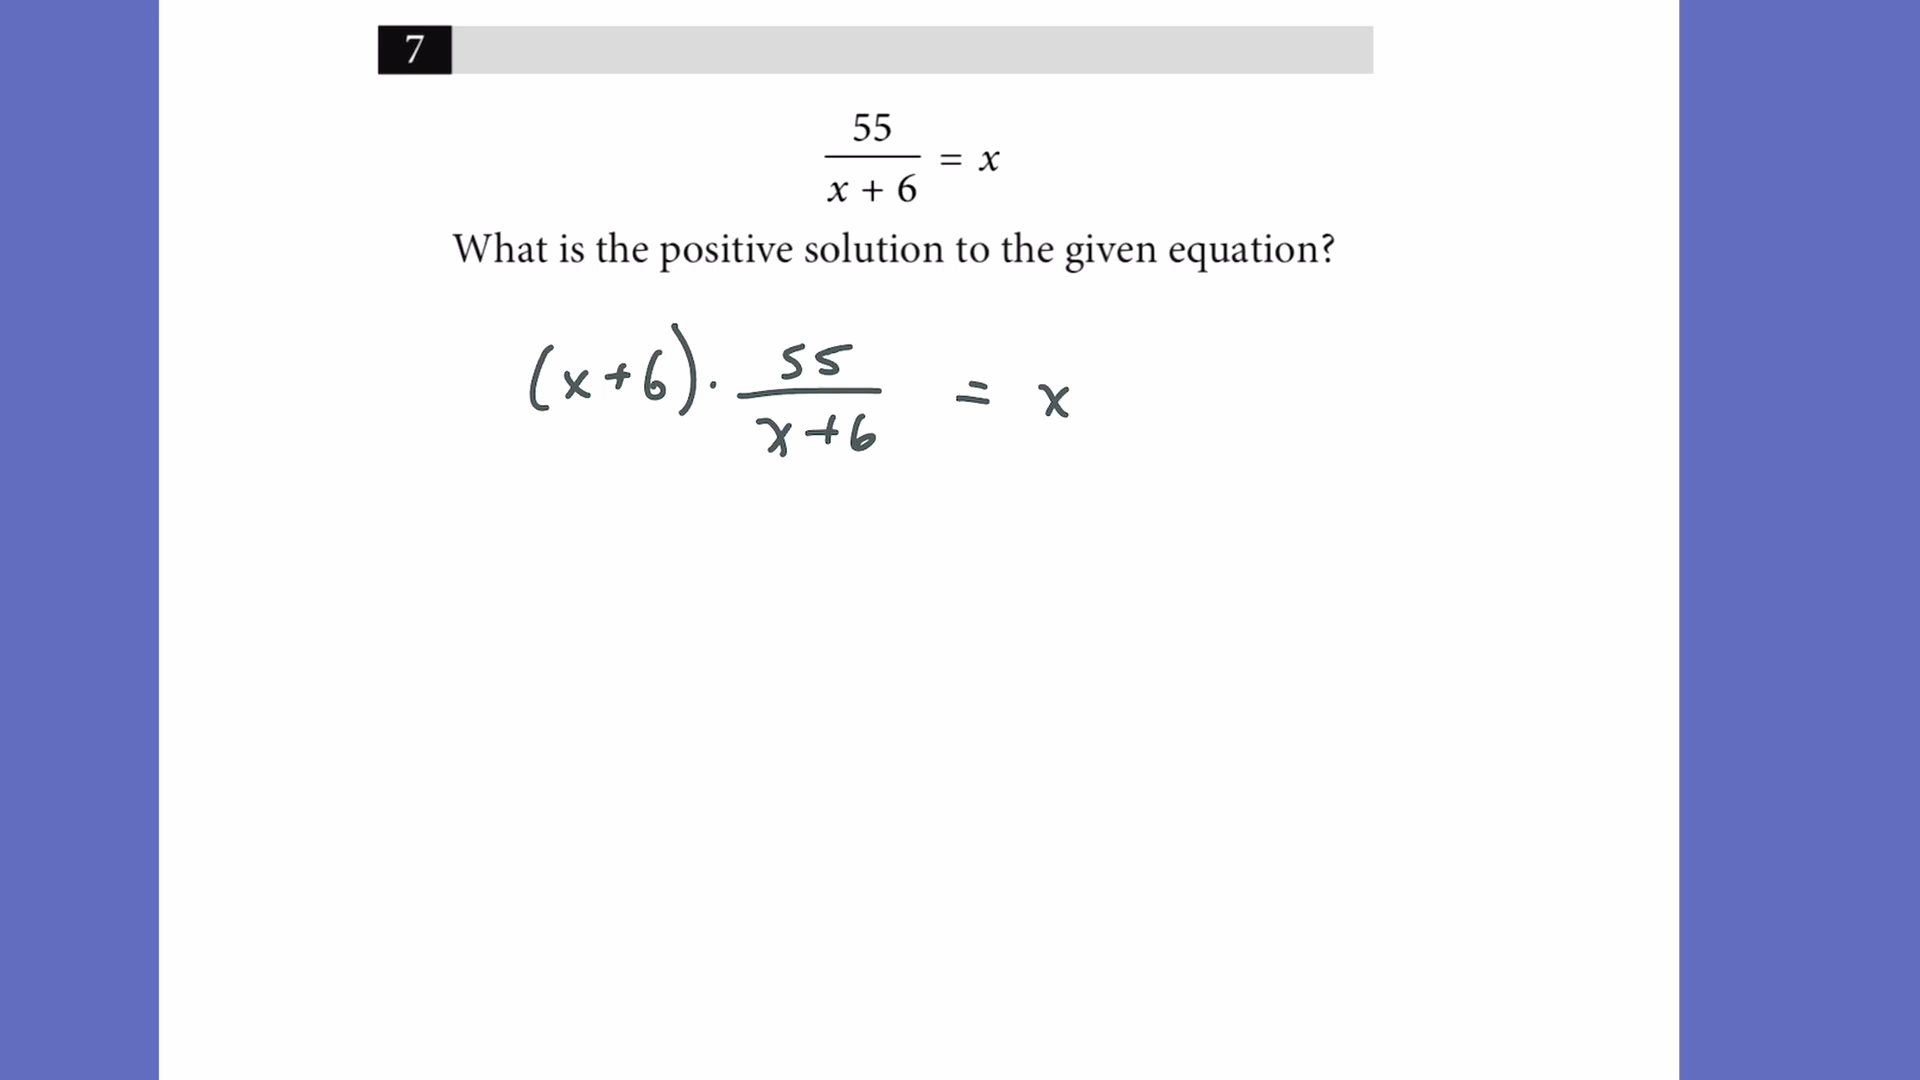 7
55
x + 6
= x
What is the positive solution to the given equation?
(x+6) · 55
x+6
= x